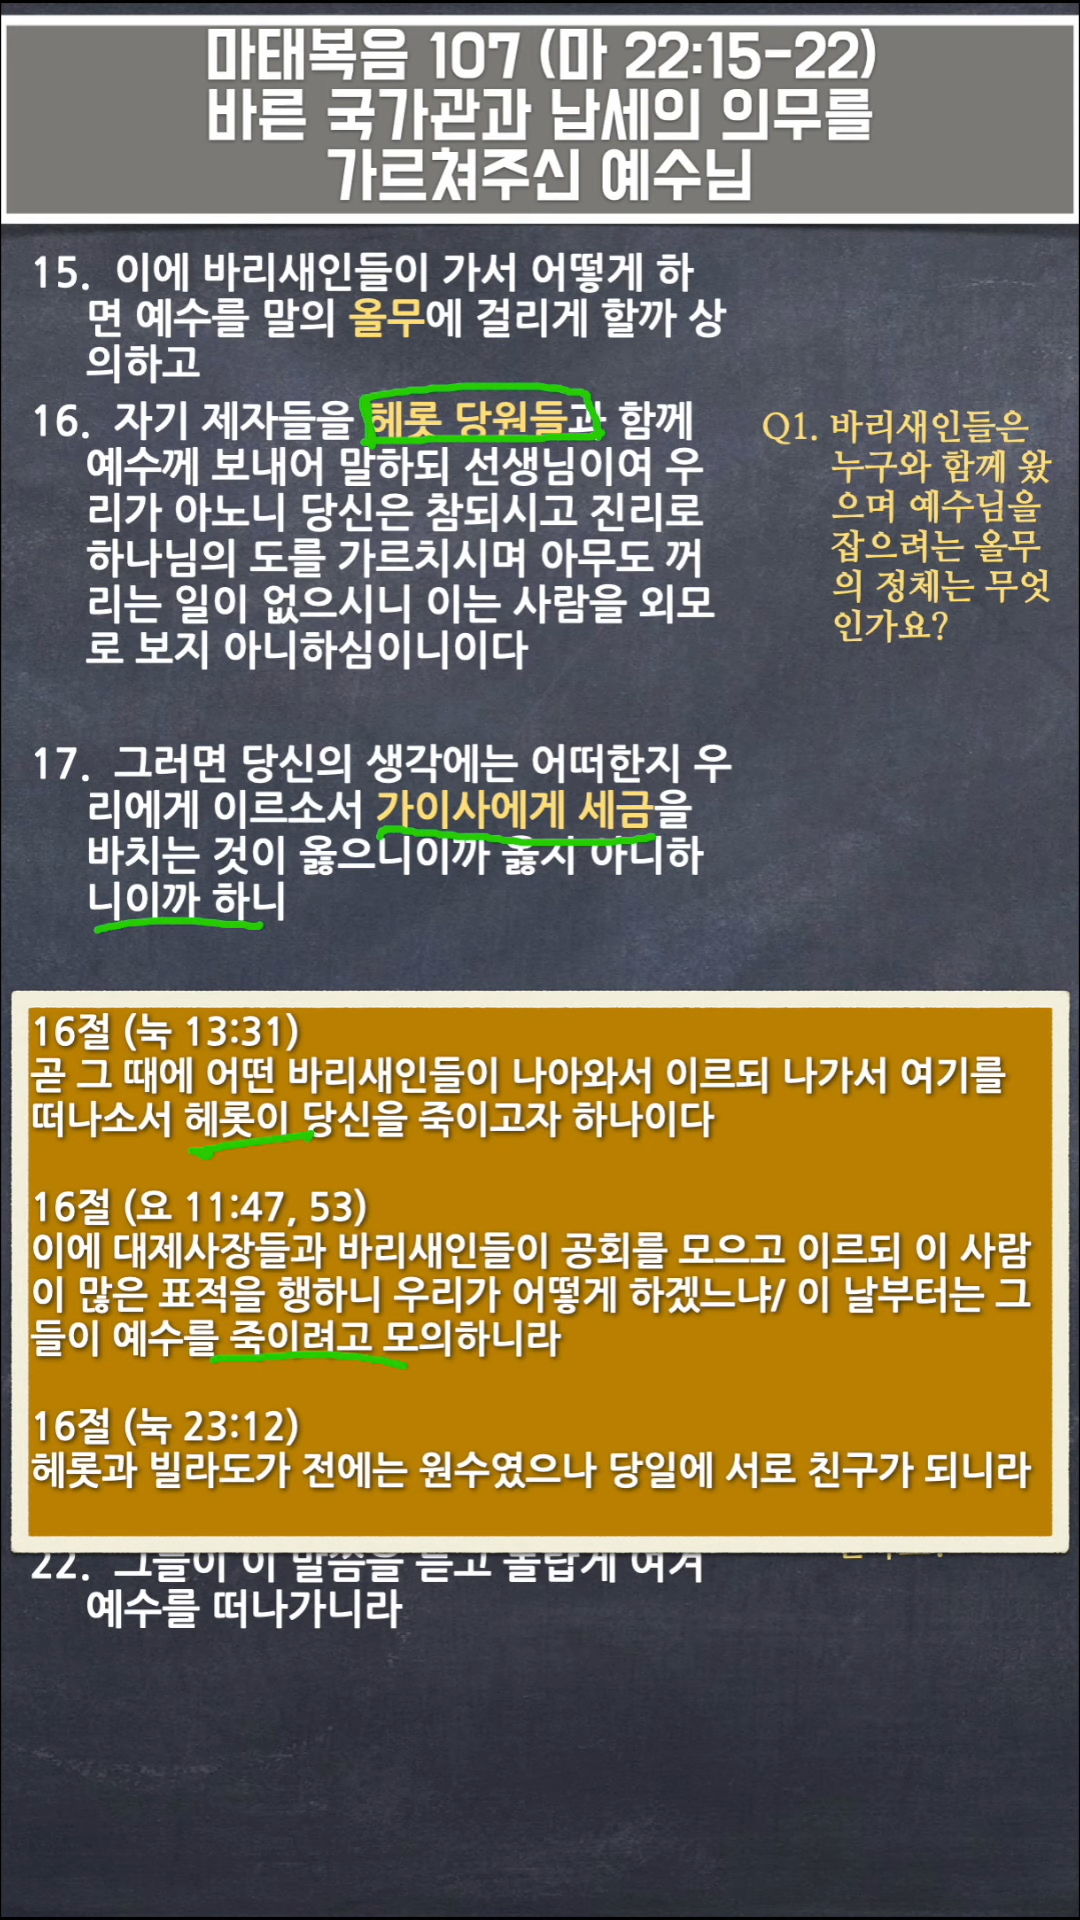 마태복음 107 (마 22:15-22)
바른 국가관과 납세의 의무를
가르쳐주신 예수님
15. 이에 바리새인들이 가서 어떻게 하
면 예수를 말의 올무에 걸리게 할까 상
의하고
16. 자기 제자들을 헤롯 당원들과 함께
예수께 보내어 말하되 선생님이여 우
리가 아노니 당신은 참되시고 진리로
하나님의 도를 가르치시며 아무도 꺼
리는 일이 없으시니 이는 사람을 외모
로 보지 아니하심이니이다
Q1. 바리새인들은
누구와 함께 왔
으며 예수님을
잡으려는 올무
의 정체는 무엇
인가요?
17. 그러면 당신의 생각에는 어떠한지 우
리에게 이르소서 가이사에게 세금을
바치는 것이 옳으니이까 옳지 아니하
니이까 하니
16절 (눅 13:31)
곧 그 때에 어떤 바리새인들이 나아와서 이르되 나가서 여기를
떠나소서 헤롯이 당신을 죽이고자 하나이다
16절 (요 11:47, 53)
이에 대제사장들과 바리새인들이 공회를 모으고 이르되 이 사람
이 많은 표적을 행하니 우리가 어떻게 하겠느냐/ 이 날부터는 그
들이 예수를 죽이려고 모의하니라
16절 (눅 23:12)
헤롯과 빌라도가 전에는 원수였으나 당일에 서로 친구가 되니라
22. 그들이 이 말씀을 듣고 놀랍게 여겨
예수를 떠나가니라